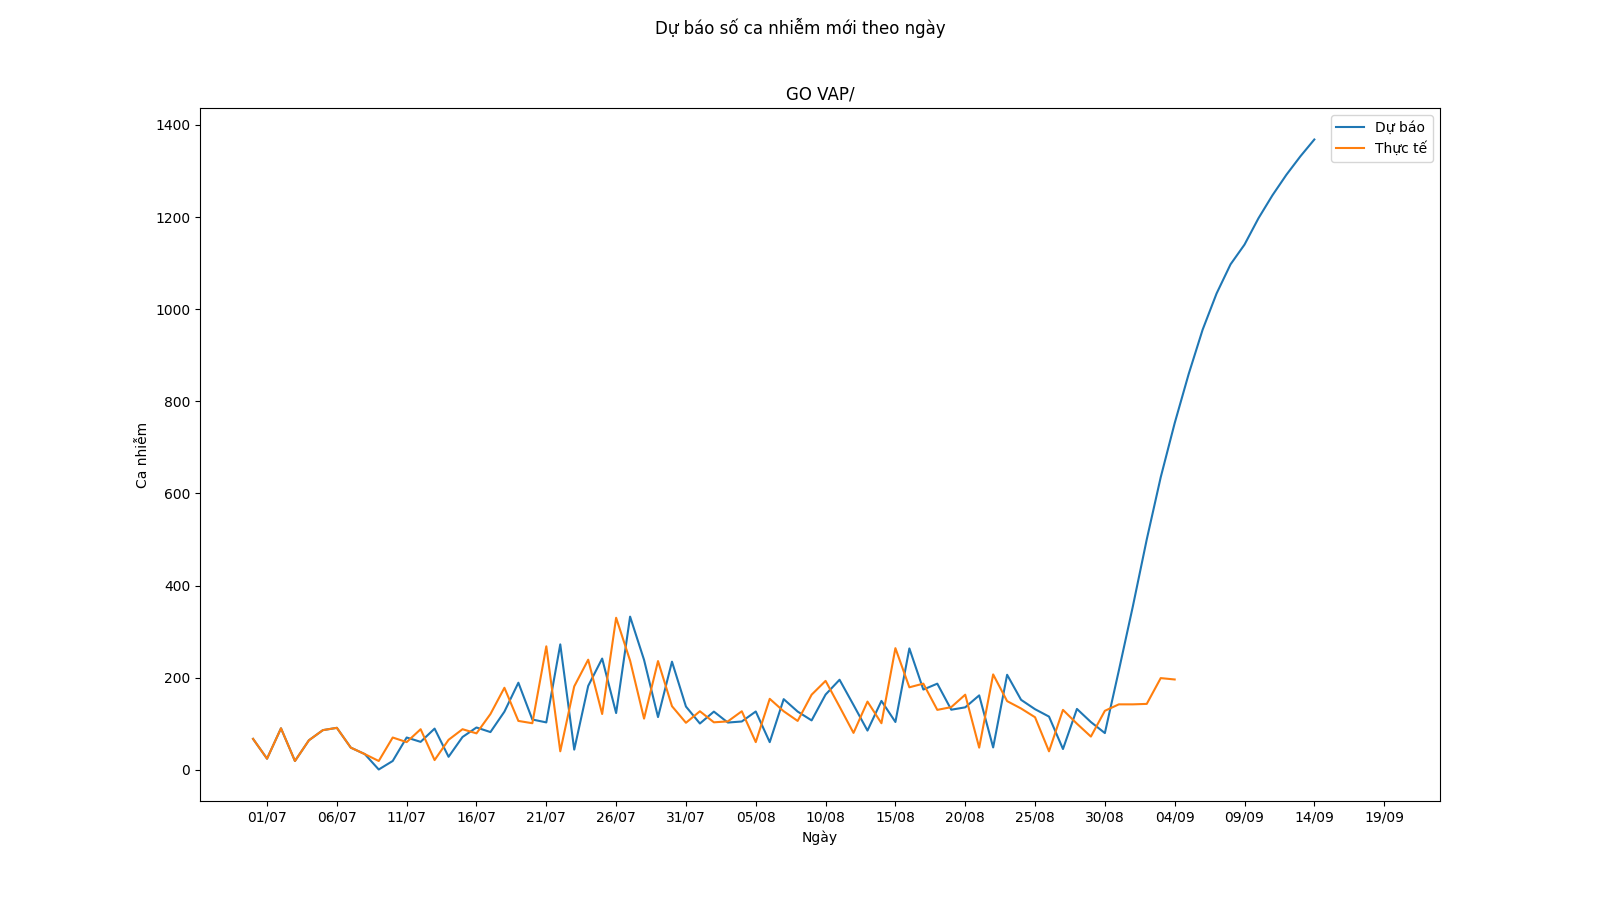 Dự báo số ca nhiễm mới theo ngày
GO VAP/
Dự báo
Thực tế
1400
1200
1000
800
600
400
200
0
Ca nhiễm
01/07 06/07 11/07 16/07 21/07 26/07 31/07 05/08 10/08 15/08 20/08 25/08 30/08 04/09 09/09 14/09 19/09
Ngày